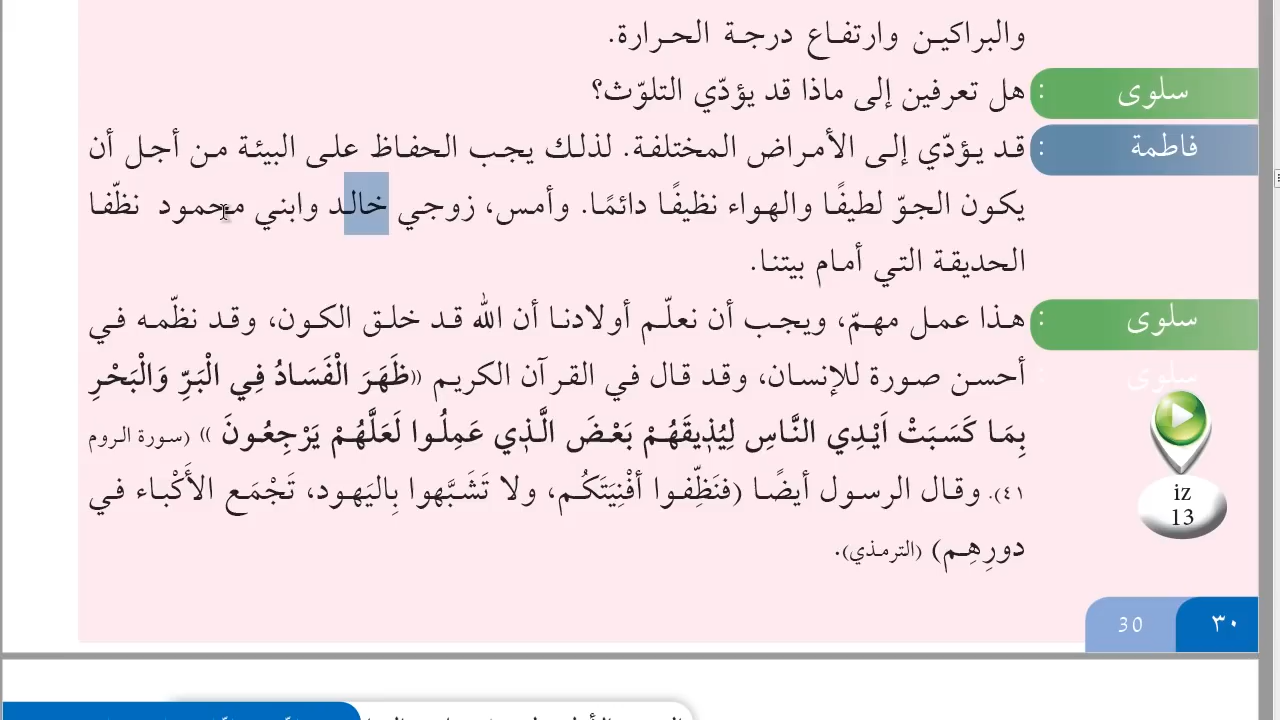 والبراكين وارتفاع درجة الحرارة.
سلوى : هل تعرفين إلى ماذا قد يؤدّي التلوّث؟
فاطمة : قد يؤدّي إلى الأمراض المختلفة. لذلك يجب الحفاظ على البيئة من أجل أن
يكون الجوّ لطيفًا والهواء نظيفًا دائمًا. وأمس، زوجي خالد وابني محمود نظّفا
الحديقة التي أمام بيتنا.
سلوى : هذا عمل مهمّ، ويجب أن نعلّم أولادنا أن الله قد خلق الكون، وقد نظّمه في
سلوى : أحسن صورة للإنسان، وقد قال في القرآن الكريم «ظَهَرَ الْفَسَادُ فِي الْبَرِّ وَالْبَحْرِ
بِمَا كَسَبَتْ اَيْدِي النَّاسِ لِيُذٖيقَهُمْ بَعْضَ الَّذٖي عَمِلُوا لَعَلَّهُمْ يَرْجِعُونَ » (سورة الروم
٤١). وقال الرسول أيضًا (فنَظِّفوا أفْنِيَتَكُم، ولا تَشَبَّهوا بِاليَهود، تَجْمَع الأَكْباء في
دورِهِم) (الترمذي).
iz
13
30
٣٠